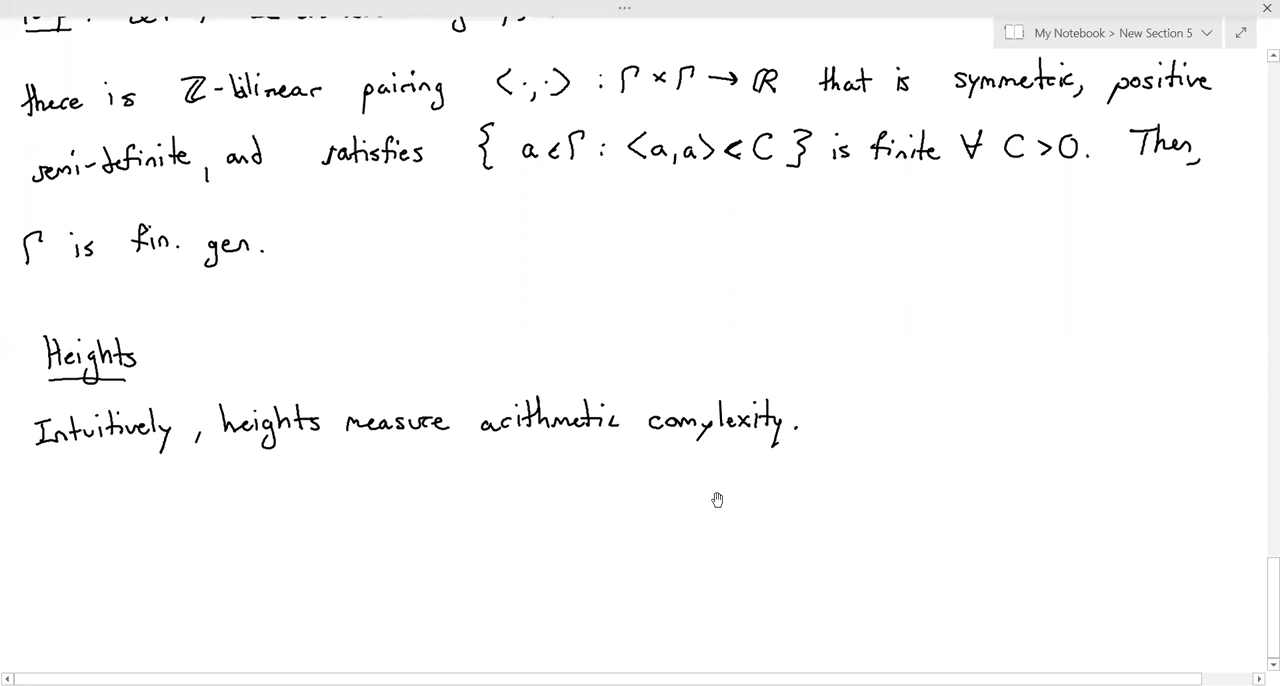 My Notebook > New Section 5
there is ℤ-bilinear pairing <·,·> : Γ × Γ → ℝ that is symmetric, positive
semi-definite, and satisfies { a ∈ Γ : <a,a> < C } is finite ∀ C > 0. Then,
Γ is fin. gen.
Heights
Intuitively, heights measure arithmetic complexity.